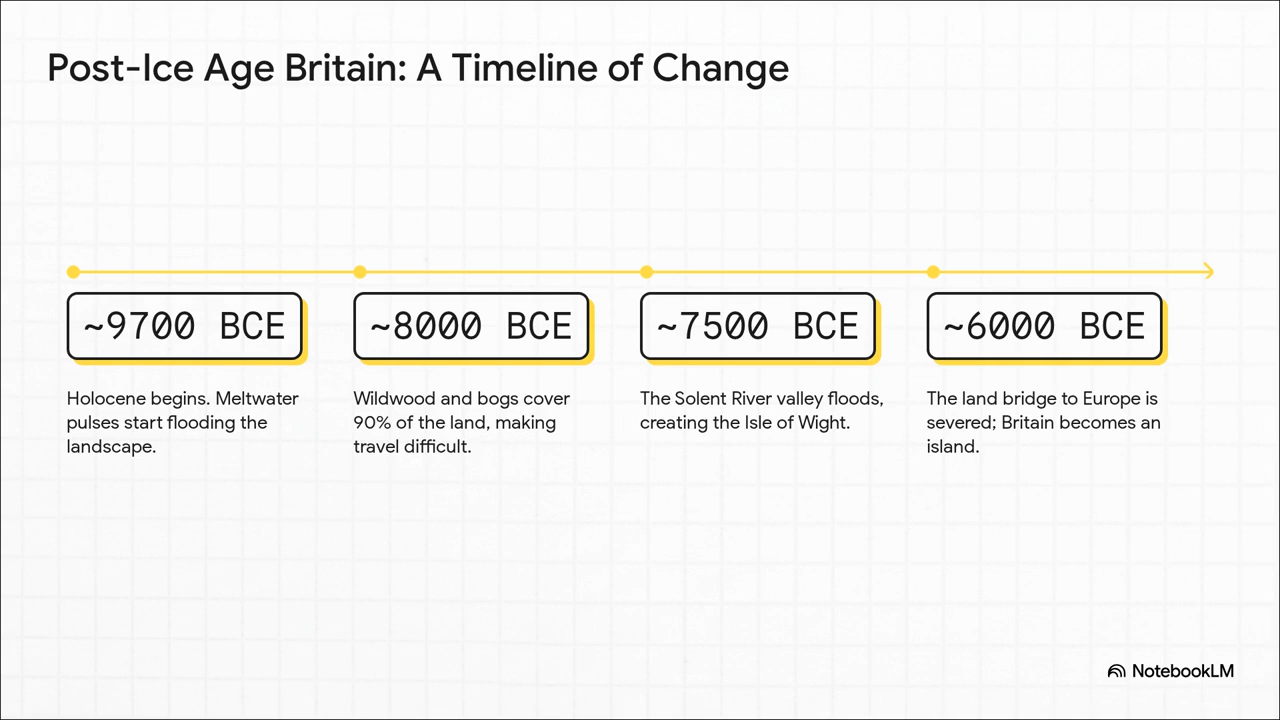 Post-Ice Age Britain: A Timeline of Change
~9700 BCE
Holocene begins. Meltwater
pulses start flooding the
landscape.
~8000 BCE
Wildwood and bogs cover
90% of the land, making
travel difficult.
~7500 BCE
The Solent River valley floods,
creating the Isle of Wight.
~6000 BCE
The land bridge to Europe is
severed; Britain becomes an
island.
NotebookLM